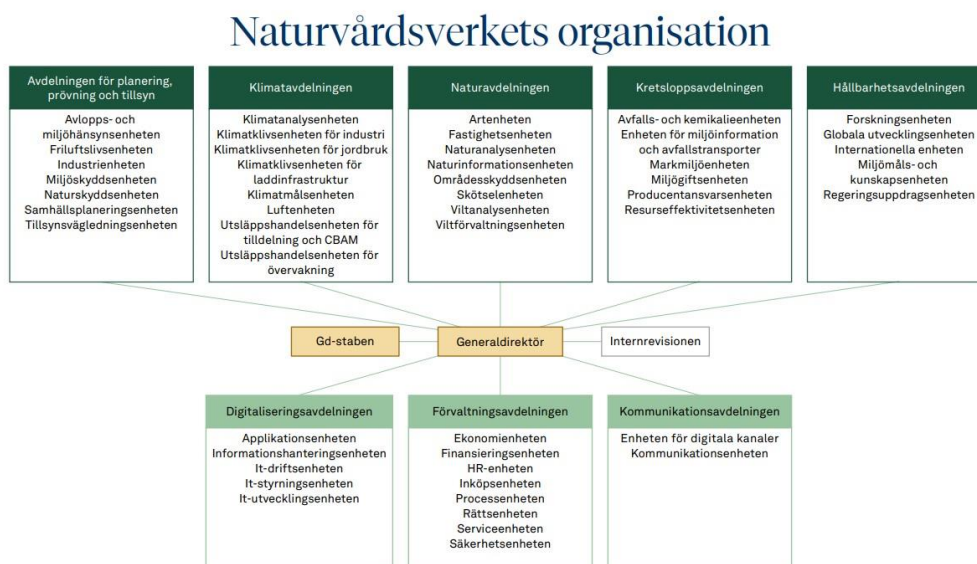 Naturvårdsverkets organisation
Avdelningen för planering,
prövning och tillsyn
Avlopps- och
miljöhänsynsenheten
Friluftslivsenheten
Industrienheten
Miljöskyddsenheten
Naturskyddsenheten
Samhällsplaneringsenheten
Tillsynsvägledningsenheten
Klimatavdelningen
Klimatanalysenheten
Klimatklivsenheten för industri
Klimatklivsenheten för jordbruk
Klimatklivsenheten för
laddinfrastruktur
Klimatmålsenheten
Luftenheten
Utsläppshandelsenheten för
tilldelning och CBAM
Utsläppshandelsenheten för
övervakning
Naturavdelningen
Artenheten
Fastighetsenheten
Naturanalysenheten
Naturinformationsenheten
Områdesskyddsenheten
Skötselenheten
Viltanalysenheten
Viltförvaltningsenheten
Kretsloppsavdelningen
Avfalls- och kemikalieenheten
Enheten för miljöinformation
och avfallstransporter
Markmiljöenheten
Miljögiftsenheten
Producentansvarsenheten
Resurseffektivitetsenheten
Hållbarhetsavdelningen
Forskningsenheten
Globala utvecklingsenheten
Internationella enheten
Miljömåls- och
kunskapsenheten
Regeringsuppdragsenheten
Gd-staben
Generaldirektör
Internrevisionen
Digitaliseringsavdelningen
Applikationsenheten
Informationshanteringsenheten
It-driftsenheten
It-styrningsenheten
It-utvecklingsenheten
Förvaltningsavdelningen
Ekonomienheten
Finansieringsenheten
HR-enheten
Inköpsenheten
Processenheten
Rättsenheten
Serviceenheten
Säkerhetsenheten
Kommunikationsavdelningen
Enheten för digitala kanaler
Kommunikationsenheten